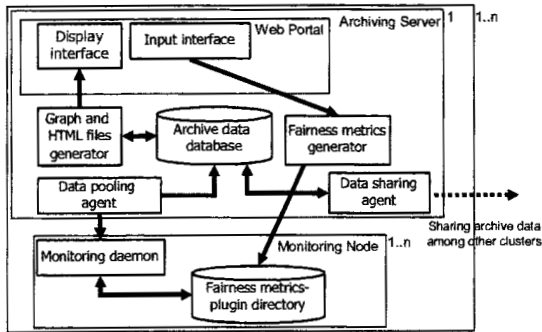 Archiving Server 1
1..n
Web Portal
Display
interface
Input interface
Graph and
HTML files
generator
Archive data
database
Fairness metrics
generator
Data pooling
agent
Data sharing
agent
Sharing archive data
among other clusters
Monitoring Node
1..n
Monitoring daemon
Fairness metrics-
plugin directory